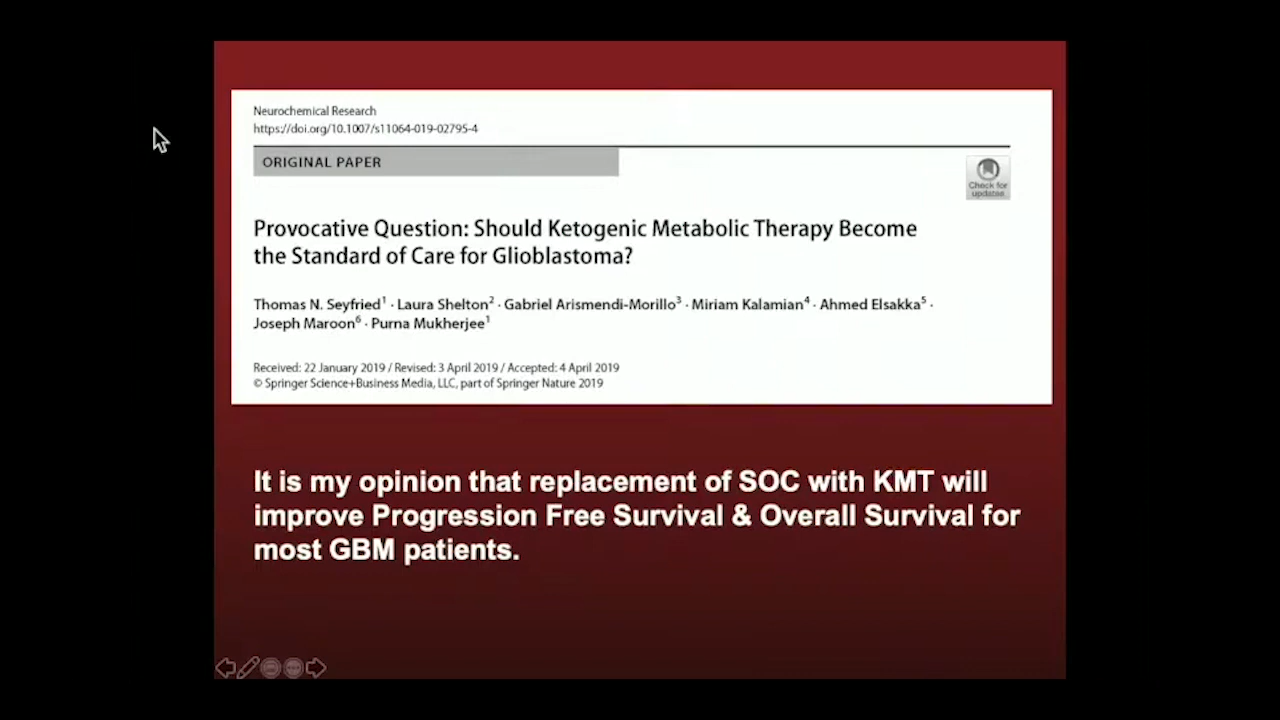 Neurochemical Research
https://doi.org/10.1007/s11064-019-02795-4
ORIGINAL PAPER
Check for
updates
Provocative Question: Should Ketogenic Metabolic Therapy Become
the Standard of Care for Glioblastoma?
Thomas N. Seyfried1 · Laura Shelton2 · Gabriel Arismendi-Morillo3 · Miriam Kalamian4 · Ahmed Elsakka5 ·
Joseph Maroon6 · Purna Mukherjee1
Received: 22 January 2019 / Revised: 3 April 2019 / Accepted: 4 April 2019
© Springer Science+Business Media, LLC, part of Springer Nature 2019
It is my opinion that replacement of SOC with KMT will
improve Progression Free Survival & Overall Survival for
most GBM patients.